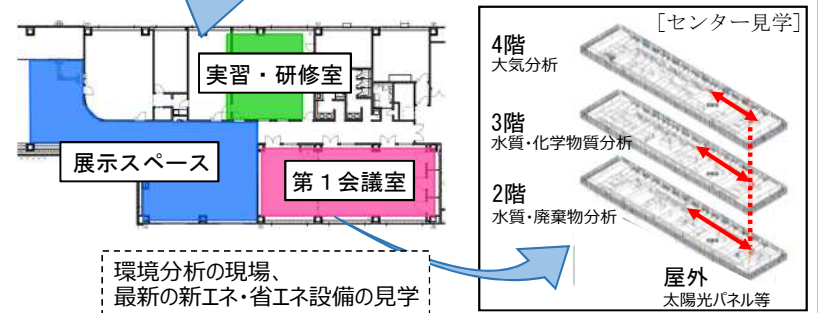 実習・研修室
展示スペース
第1会議室
環境分析の現場、
最新の新エネ・省エネ設備の見学
[センター見学]
4階
大気分析
3階
水質・化学物質分析
2階
水質・廃棄物分析
屋外
太陽光パネル等